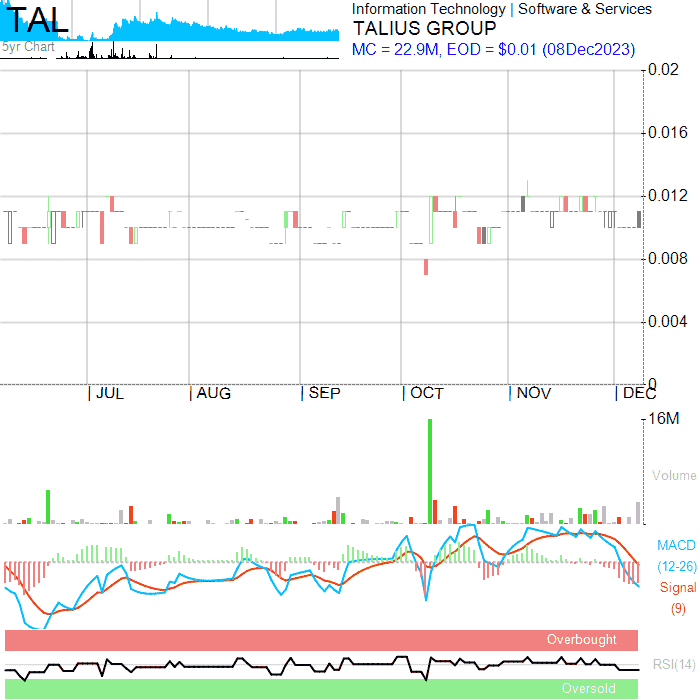 TAL
5yr Chart
Information Technology | Software & Services
TALIUS GROUP
MC = 22.9M, EOD = $0.01 (08Dec2023)
0.02
0.016
0.012
0.008
0.004
0
| JUL | AUG | SEP | OCT | NOV | DEC
16M
Volume
MACD
(12-26)
Signal
(9)
Overbought
RSI(14)
Oversold